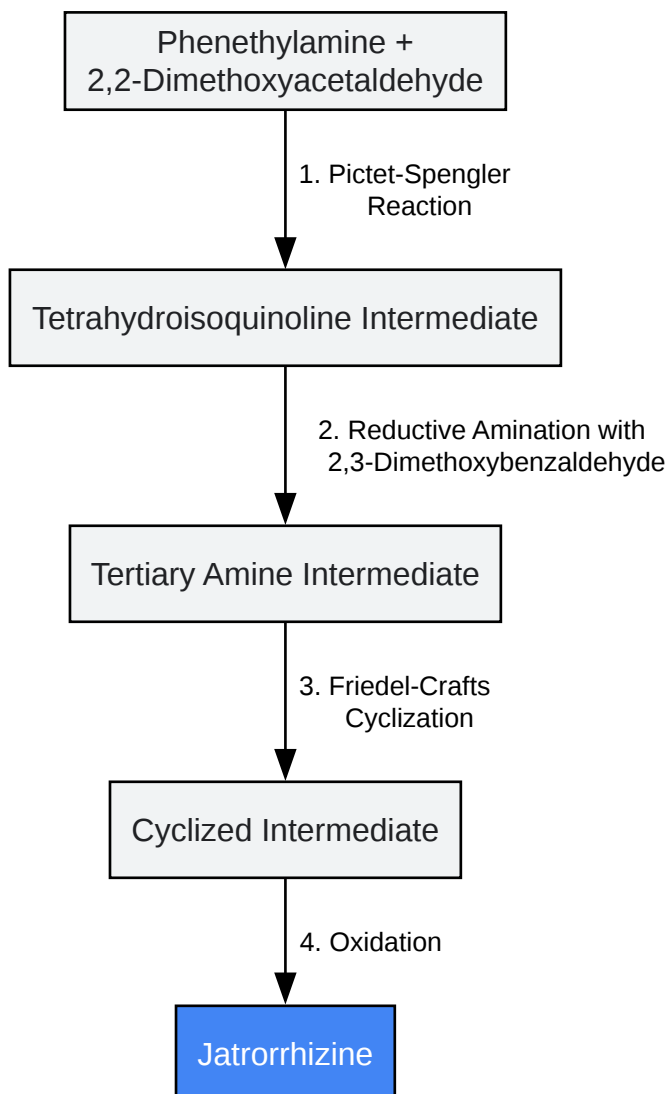 Phenethylamine +
2,2-Dimethoxyacetaldehyde
1. Pictet-Spengler
Reaction
Tetrahydroisoquinoline Intermediate
2. Reductive Amination with
2,3-Dimethoxybenzaldehyde
Tertiary Amine Intermediate
3. Friedel-Crafts
Cyclization
Cyclized Intermediate
4. Oxidation
Jatrorrhizine